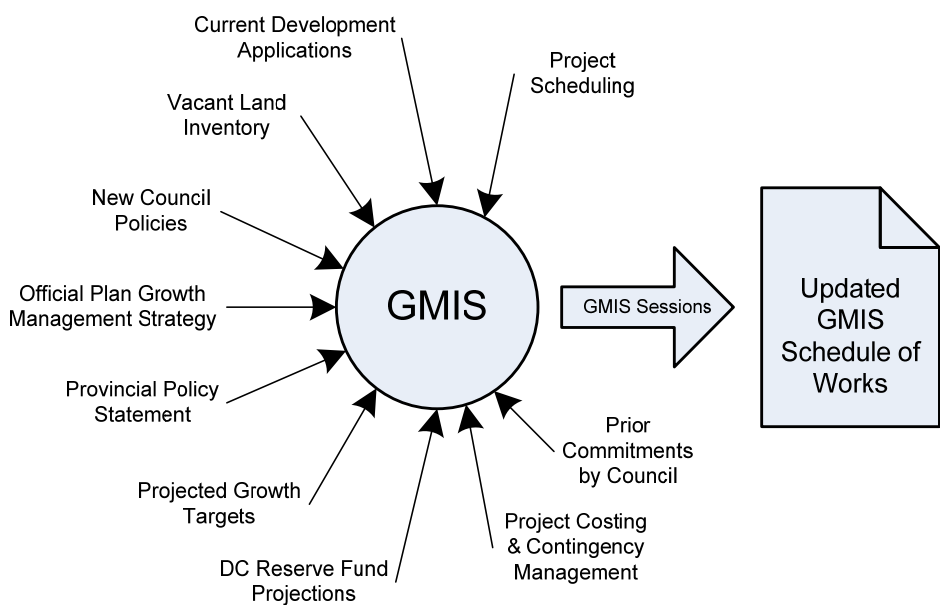 Current Development
Applications
Project
Scheduling
Vacant Land
Inventory
New Council
Policies
Official Plan Growth
Management Strategy
Provincial Policy
Statement
Projected Growth
Targets
DC Reserve Fund
Projections
Project Costing
& Contingency
Management
Prior
Commitments
by Council
GMIS
GMIS Sessions
Updated
GMIS
Schedule of
Works